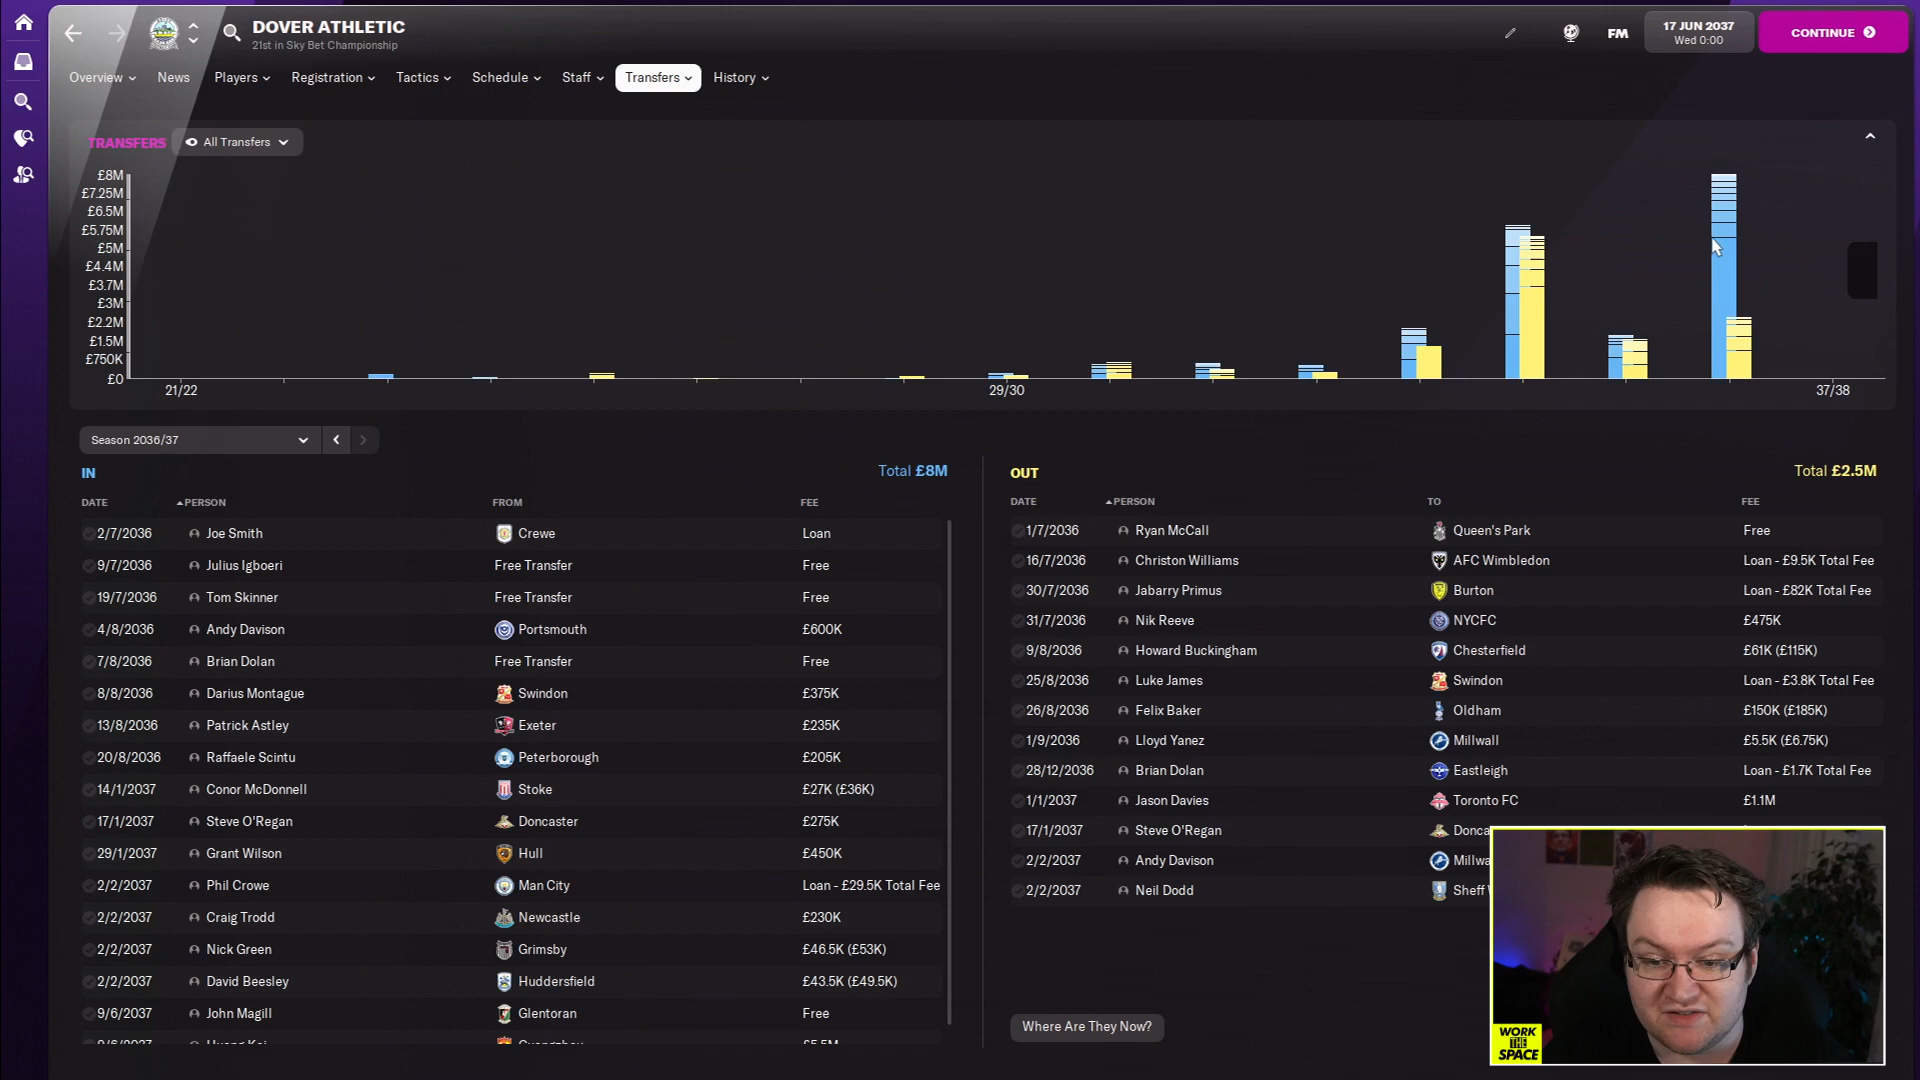 DOVER ATHLETIC
21st in Sky Bet Championship
FM
17 JUN 2037
Wed 0:00
CONTINUE
Overview News Players Registration Tactics Schedule Staff Transfers History
TRANSFERS All Transfers
£8M
£7.25M
£6.5M
£5.75M
£5M
£4.4M
£3.7M
£3M
£2.2M
£1.5M
£750K
£0
21/22 29/30 37/38
Season 2036/37
IN Total £8M
DATE PERSON FROM FEE
2/7/2036 Joe Smith Crewe Loan
9/7/2036 Julius Igboeri Free Transfer Free
19/7/2036 Tom Skinner Free Transfer Free
4/8/2036 Andy Davison Portsmouth £600K
7/8/2036 Brian Dolan Free Transfer Free
8/8/2036 Darius Montague Swindon £375K
13/8/2036 Patrick Astley Exeter £235K
20/8/2036 Raffaele Scintu Peterborough £205K
14/1/2037 Conor McDonnell Stoke £27K (£36K)
17/1/2037 Steve O'Regan Doncaster £275K
29/1/2037 Grant Wilson Hull £450K
2/2/2037 Phil Crowe Man City Loan - £29.5K Total Fee
2/2/2037 Craig Trodd Newcastle £230K
2/2/2037 Nick Green Grimsby £46.5K (£53K)
2/2/2037 David Beesley Huddersfield £43.5K (£49.5K)
9/6/2037 John Magill Glentoran Free
OUT Total £2.5M
DATE PERSON TO FEE
1/7/2036 Ryan McCall Queen's Park Free
16/7/2036 Christon Williams AFC Wimbledon Loan - £9.5K Total Fee
30/7/2036 Jabarry Primus Burton Loan - £82K Total Fee
31/7/2036 Nik Reeve NYCFC £475K
9/8/2036 Howard Buckingham Chesterfield £61K (£115K)
25/8/2036 Luke James Swindon Loan - £3.8K Total Fee
26/8/2036 Felix Baker Oldham £150K (£185K)
1/9/2036 Lloyd Yanez Millwall £5.5K (£6.75K)
28/12/2036 Brian Dolan Eastleigh Loan - £1.7K Total Fee
1/1/2037 Jason Davies Toronto FC £1.1M
17/1/2037 Steve O'Regan Donca
2/2/2037 Andy Davison Millwa
2/2/2037 Neil Dodd Sheff
Where Are They Now?
WORK
THE
SPACE